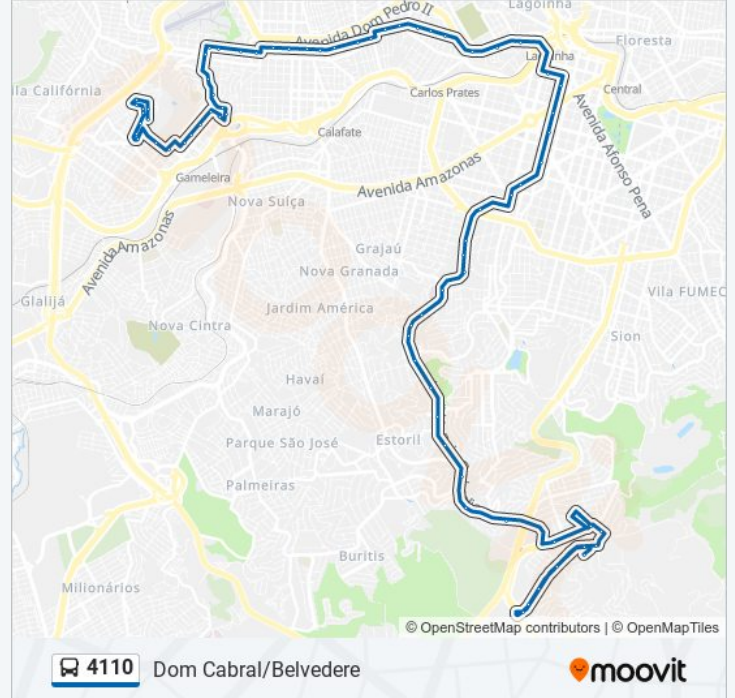 Lagoinha
Avenida Dom Pedro II
Floresta
Lag inha
ila Califórnia
Carlos Prates
Central
Calafate
Avenida Afonso Pena
Gameleira
Avenida Amazonas
Nova Suíça
Avenida Amazonas
Grajaú
Nova Granada
Vila FUMEC
Glalijá
Jardim América
Nova Cintra
Sion
Havaí
Marajó
Parque São José
Estoril
Palmeiras
Buritis
Milionários
© OpenStreetMap contributors | © OpenMapTiles
4110 Dom Cabral/Belvedere
moovit